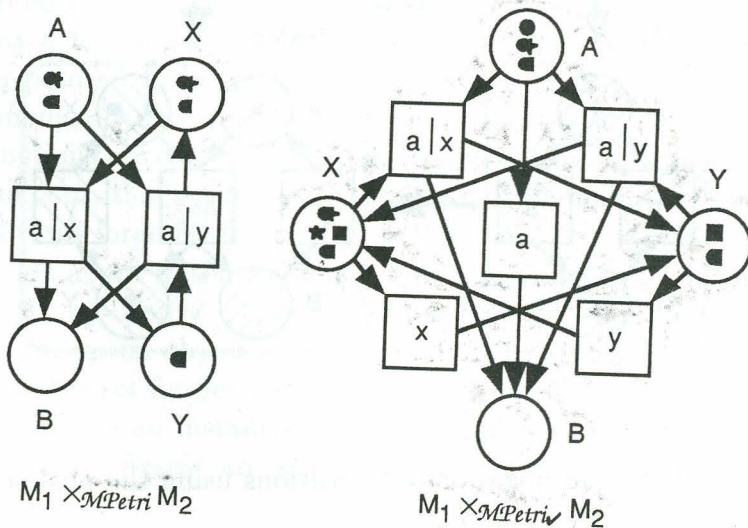 A X
A
a | x a | y
X Y
a | x a | y
a
x y
B Y
B
M₁ ×MPetri M₂
M₁ ×MPetri✓ M₂